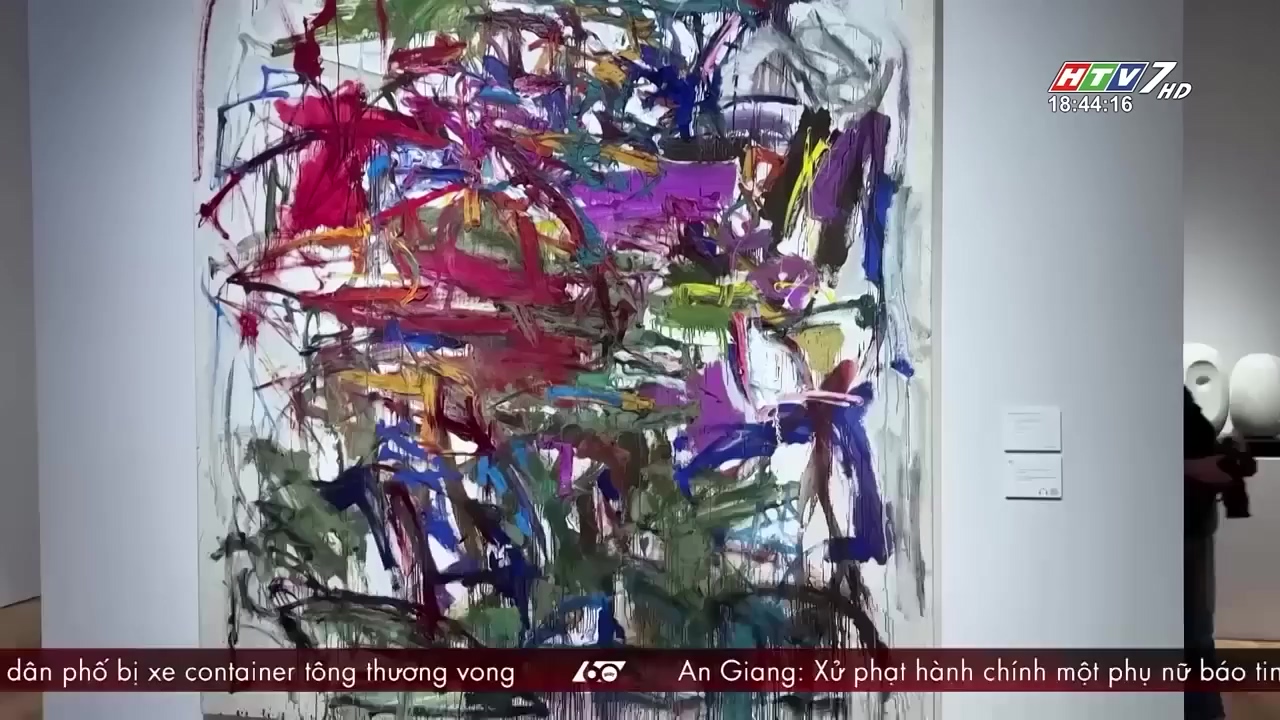 HTV7 HD
18:44:16
dân phố bị xe container tông thương vong 60 An Giang: Xử phạt hành chính một phụ nữ báo tin